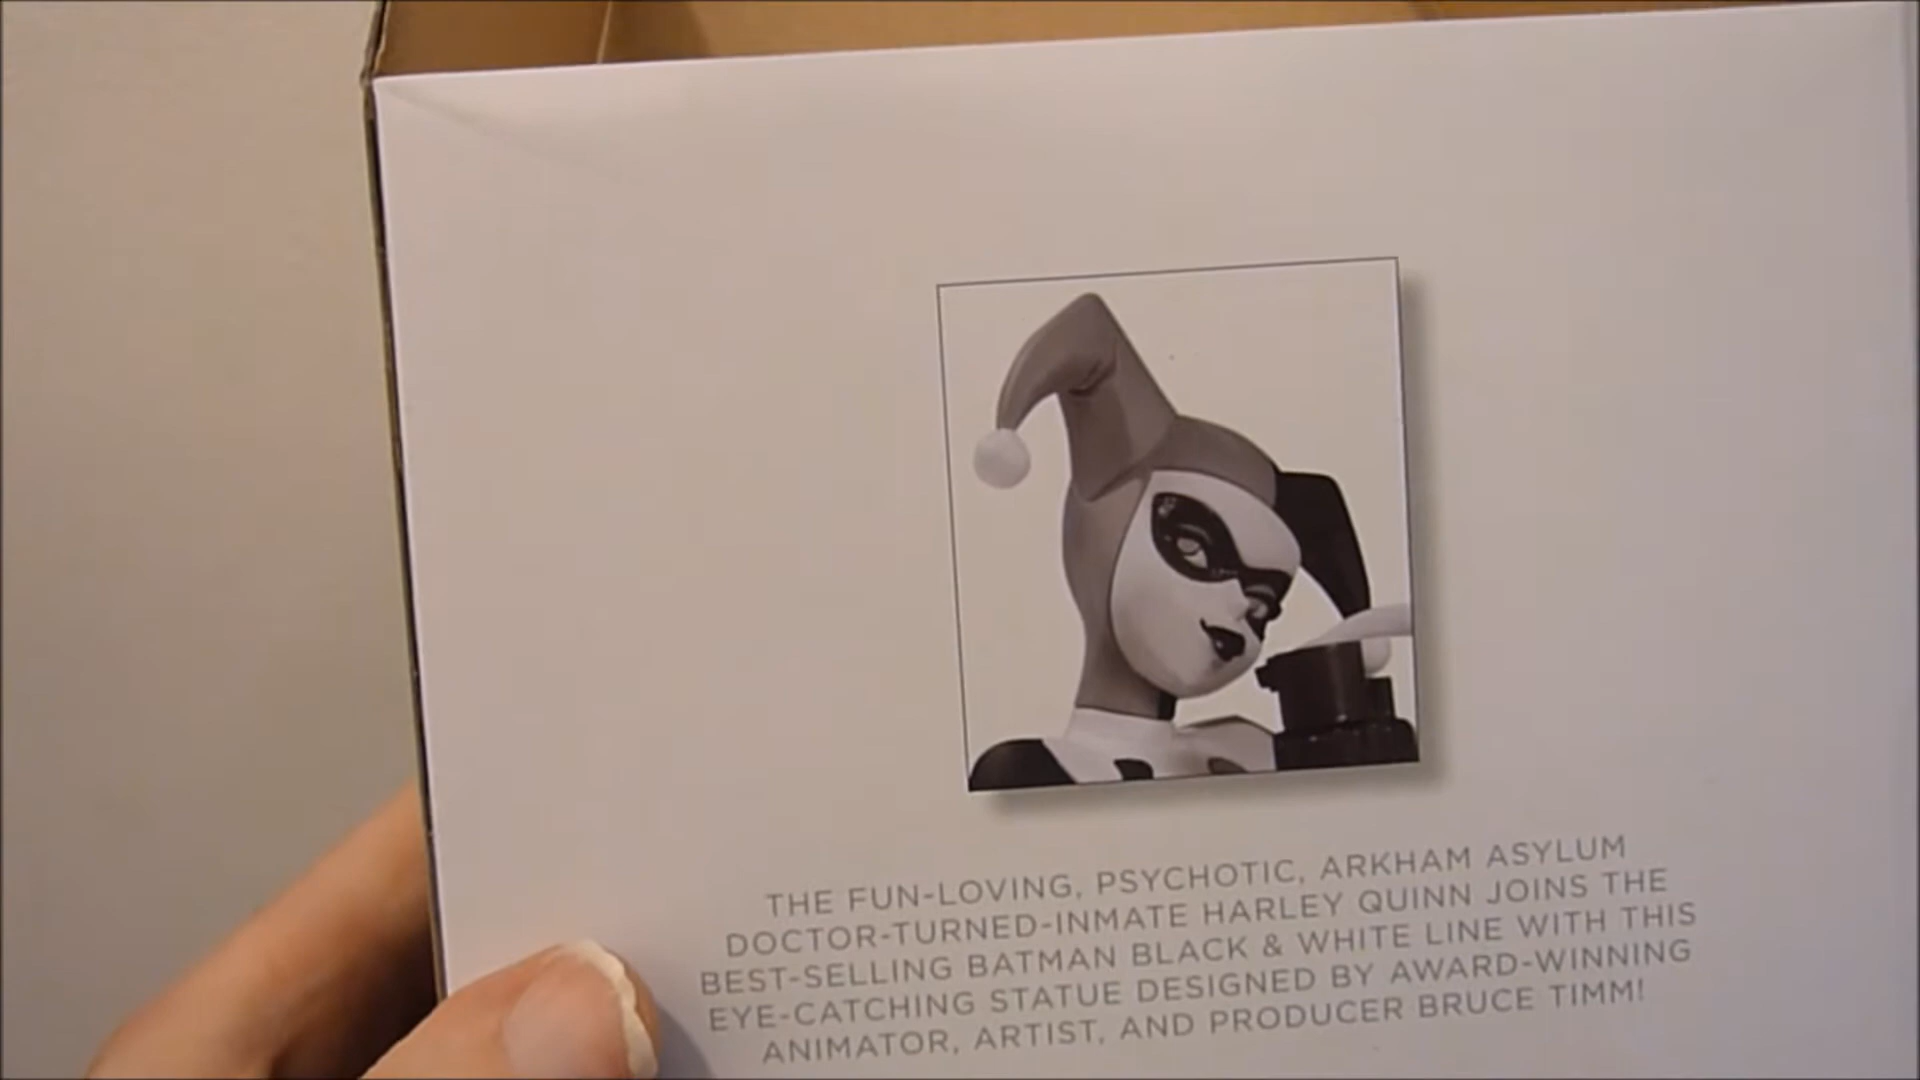 THE FUN-LOVING, PSYCHOTIC, ARKHAM ASYLUM
DOCTOR-TURNED-INMATE HARLEY QUINN JOINS THE
BEST-SELLING BATMAN BLACK & WHITE LINE WITH THIS
EYE-CATCHING STATUE DESIGNED BY AWARD-WINNING
ANIMATOR, ARTIST, AND PRODUCER BRUCE TIMM!